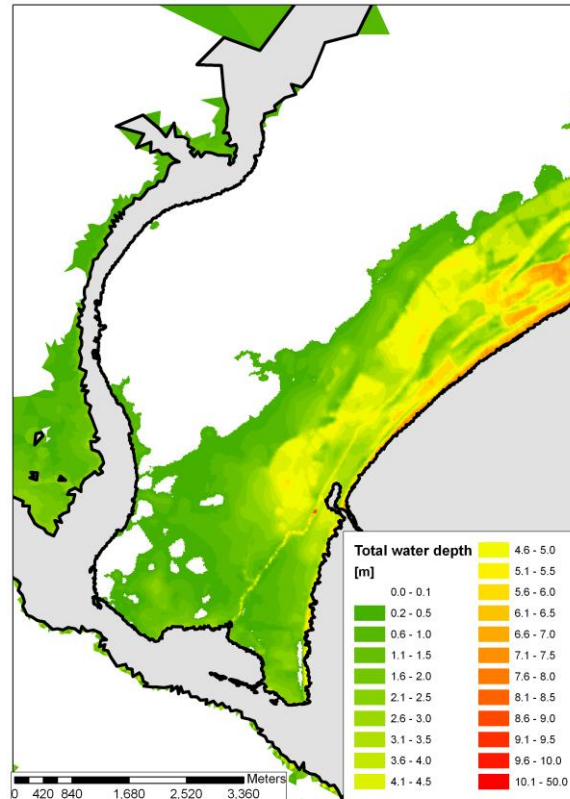 Total water depth
[m]
0.0 - 0.1
0.2 - 0.5
0.6 - 1.0
1.1 - 1.5
1.6 - 2.0
2.1 - 2.5
2.6 - 3.0
3.1 - 3.5
3.6 - 4.0
4.1 - 4.5
4.6 - 5.0
5.1 - 5.5
5.6 - 6.0
6.1 - 6.5
6.6 - 7.0
7.1 - 7.5
7.6 - 8.0
8.1 - 8.5
8.6 - 9.0
9.1 - 9.5
9.6 - 10.0
10.1 - 50.0
Meters
0 420 840 1.680 2.520 3.360